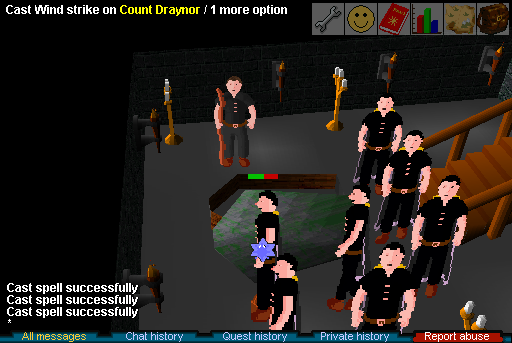 Cast Wind strike on Count Draynor / 1 more option
Cast spell successfully
Cast spell successfully
Cast spell successfully
*
All messages
Chat history
Quest history
Private history
Report abuse